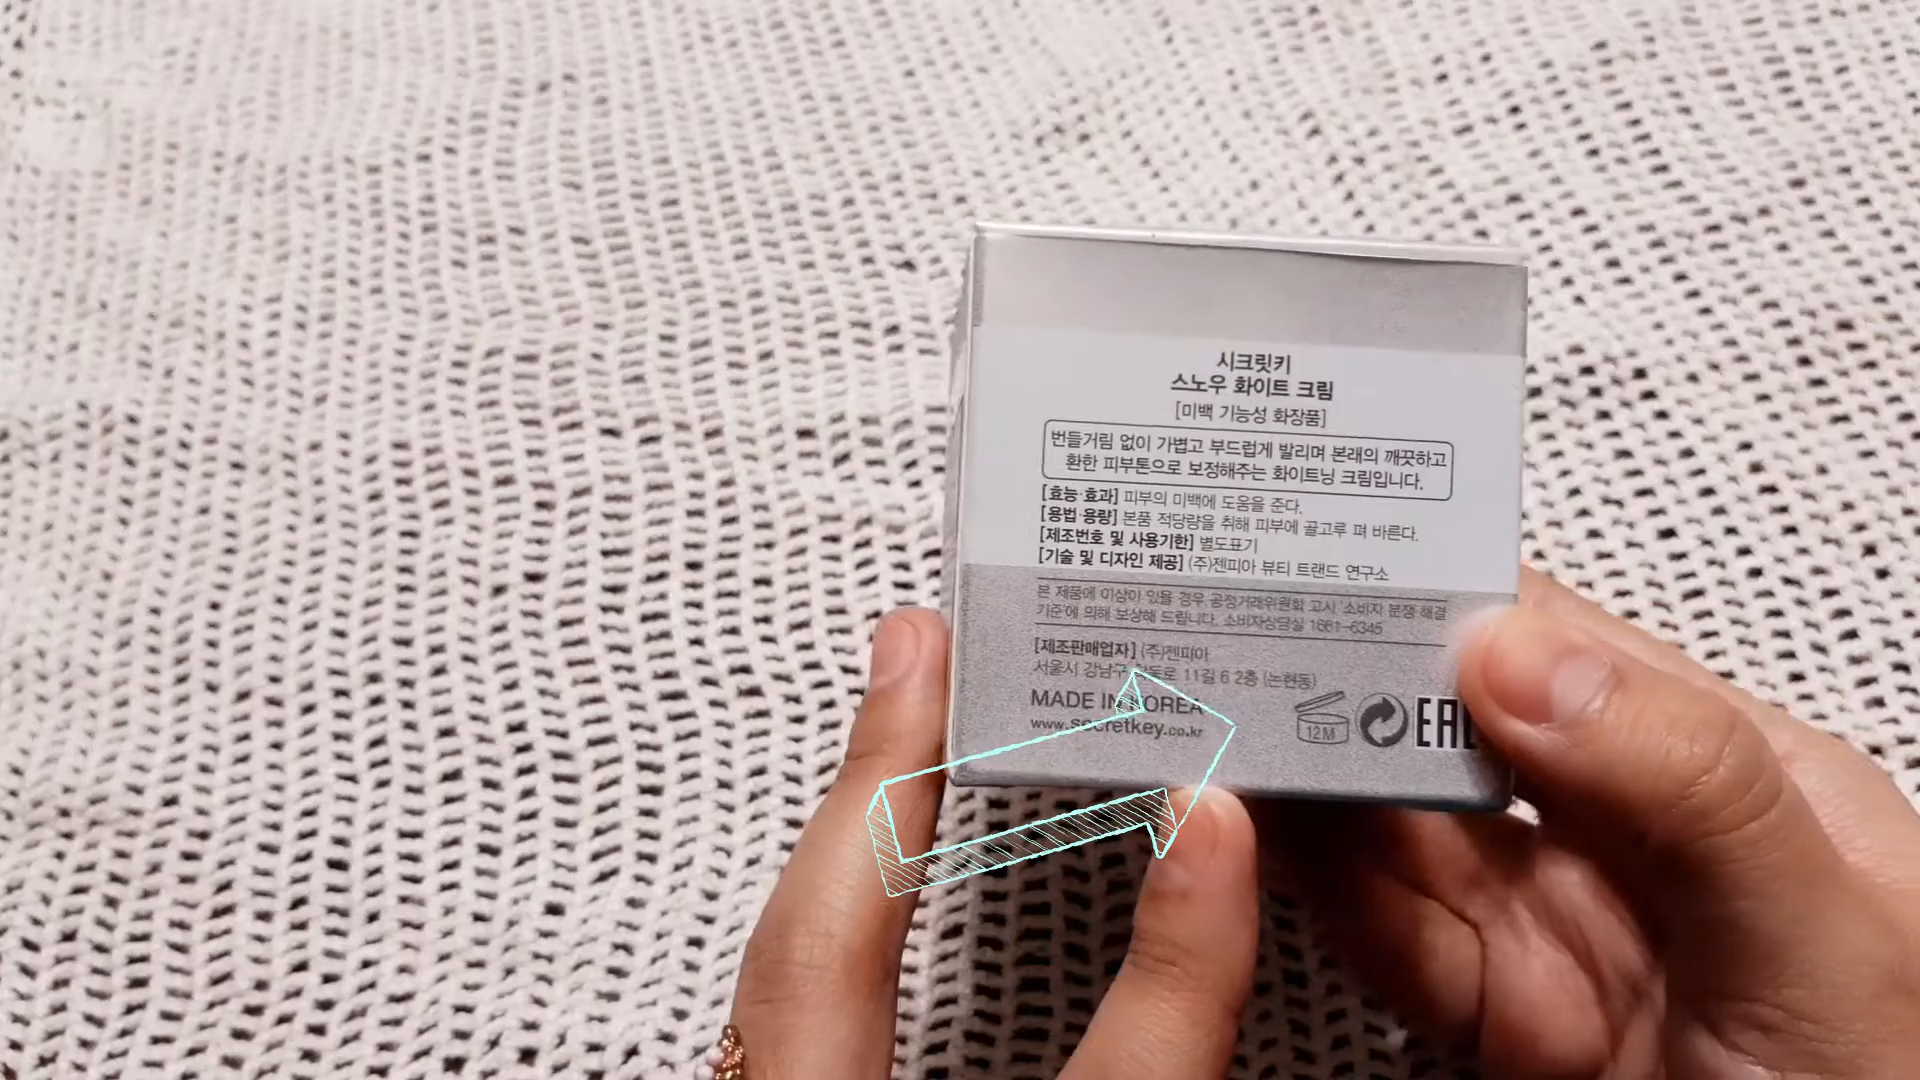 시크릿키
스노우 화이트 크림
[미백 기능성 화장품]
번들거림 없이 가볍고 부드럽게 발리며 본래의 깨끗하고
환한 피부톤으로 보정해주는 화이트닝 크림입니다.
[효능·효과] 피부의 미백에 도움을 준다.
[용법·용량] 본품 적당량을 취해 피부에 골고루 펴 바른다.
[제조번호 및 사용기한] 별도표기
[기술 및 디자인 제공] (주)젠피아 뷰티 트랜드 연구소
본 제품에 이상이 있을 경우 공정거래위원회 고시 '소비자 분쟁 해결
기준'에 의해 보상해 드립니다. 소비자상담실 1661-6345
[제조판매업자] (주)젠피아
서울시 강남구 11길 6 2층 (논현동)
MADE IN KOREA
www.secretkey.co.kr
12M
EAC